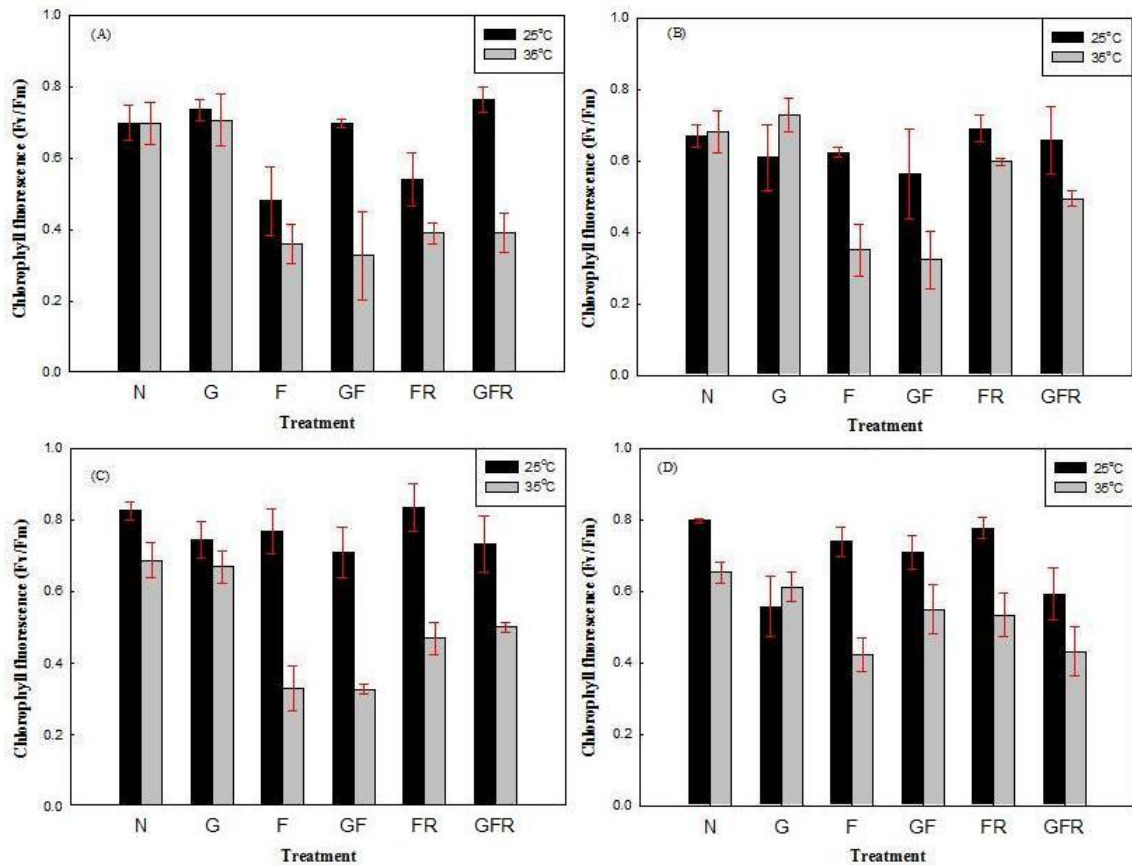 (A)
25°C
35°C
Chlorophyll fluorescence (Fv/Fm)
1.0
0.8
0.6
0.4
0.2
0.0
N G F GF FR GFR
Treatment
(B)
25°C
35°C
Chlorophyll fluorescence (Fv/Fm)
1.0
0.8
0.6
0.4
0.2
0.0
N G F GF FR GFR
Treatment
(C)
25°C
35°C
Chlorophyll fluorescence (Fv/Fm)
1.0
0.8
0.6
0.4
0.2
0.0
N G F GF FR GFR
Treatment
(D)
25°C
35°C
Chlorophyll fluorescence (Fv/Fm)
1.0
0.8
0.6
0.4
0.2
0.0
N G F GF FR GFR
Treatment